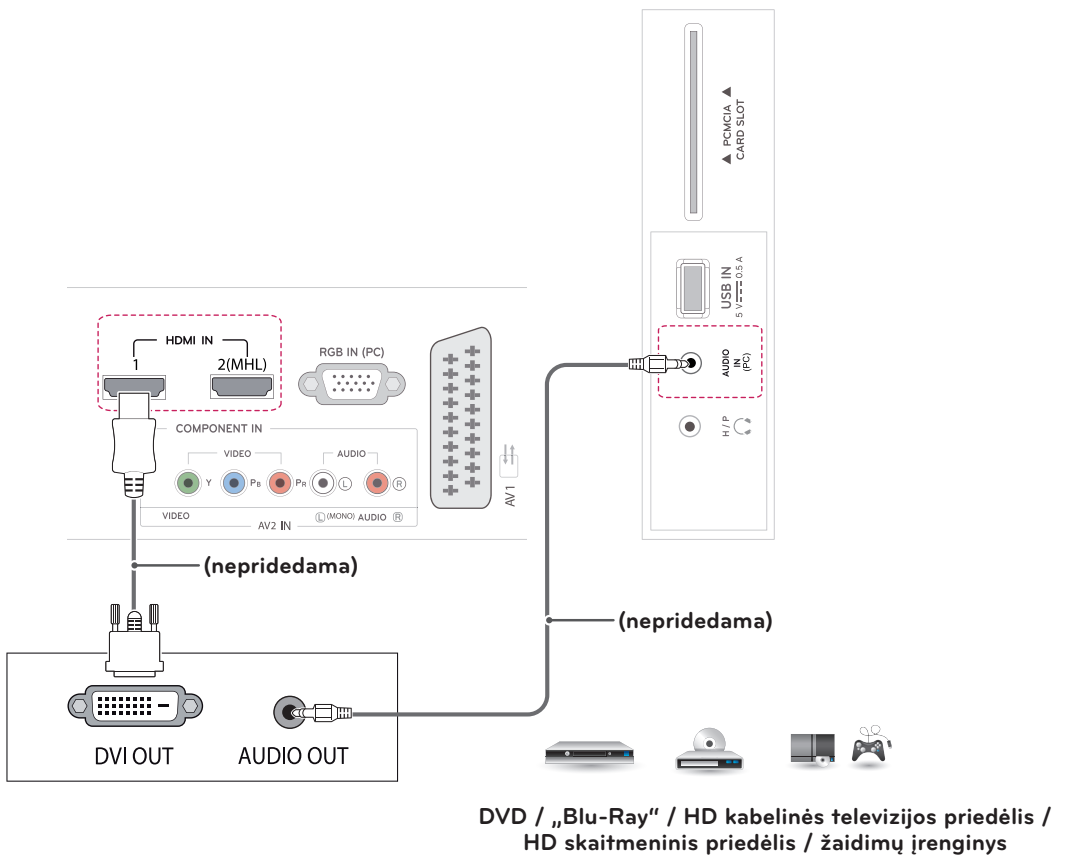 ▲ PCMCIA ▲
CARD SLOT
USB IN
5 V 0.5 A
AUDIO
IN
(PC)
H / P
HDMI IN
1
2(MHL)
RGB IN (PC)
COMPONENT IN
VIDEO
AUDIO
Y
PB
PR
L
R
VIDEO
L (MONO) AUDIO R
AV2 IN
AV1
(nepridedama)
(nepridedama)
DVI OUT
AUDIO OUT
DVD / „Blu-Ray“ / HD kabelinės televizijos priedėlis /
HD skaitmeninis priedėlis / žaidimų įrenginys